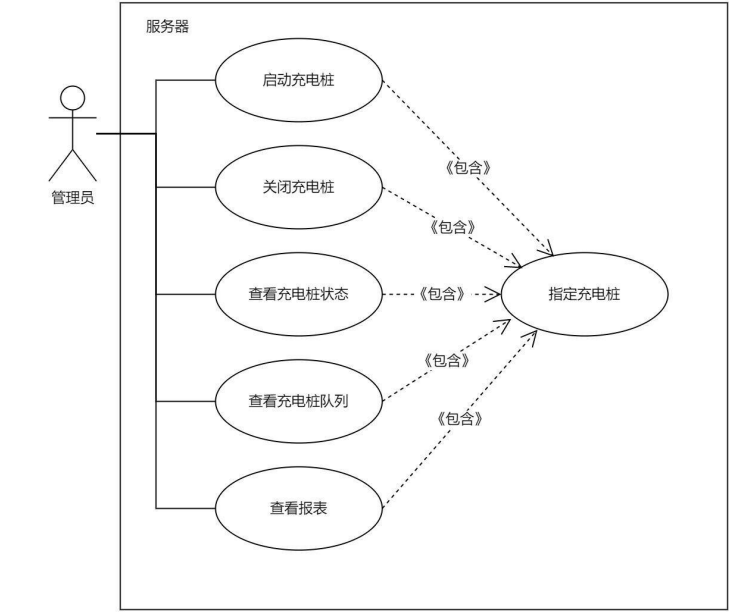 服务器
启动充电桩
《包含》
关闭充电桩
《包含》
管理员
查看充电桩状态
《包含》
指定充电桩
《包含》
查看充电桩队列
《包含》
查看报表